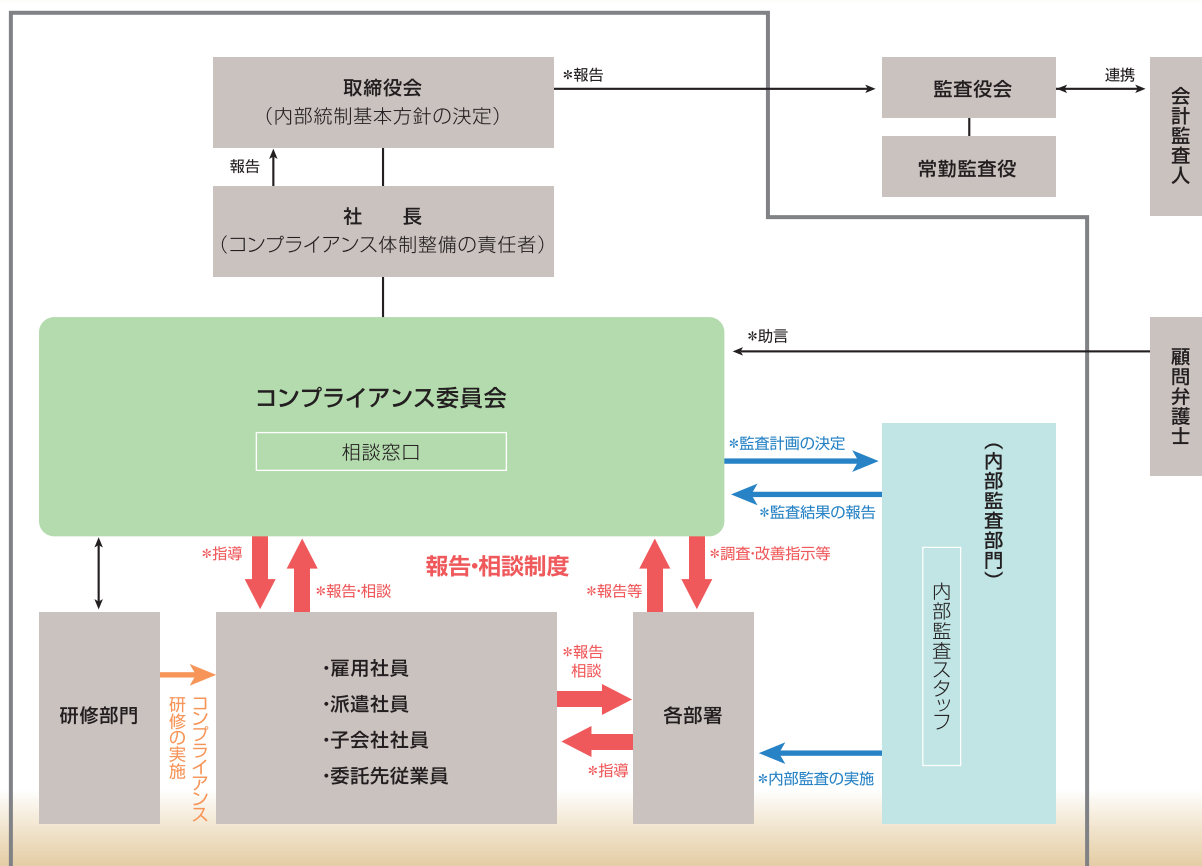 取締役会
（内部統制基本方針の決定）
＊報告
監査役会
連携
会計監査人
常勤監査役
報告
社　　長
（コンプライアンス体制整備の責任者）
＊助言
顧問弁護士
コンプライアンス委員会
相談窓口
＊監査計画の決定
＊監査結果の報告
（内部監査部門）
内部監査スタッフ
＊指導
＊報告・相談
報告・相談制度
＊報告等
＊調査・改善指示等
研修部門
コンプライアンス
研修の実施
・雇用社員
・派遣社員
・子会社社員
・委託先従業員
＊報告
相談
＊指導
各部署
＊内部監査の実施